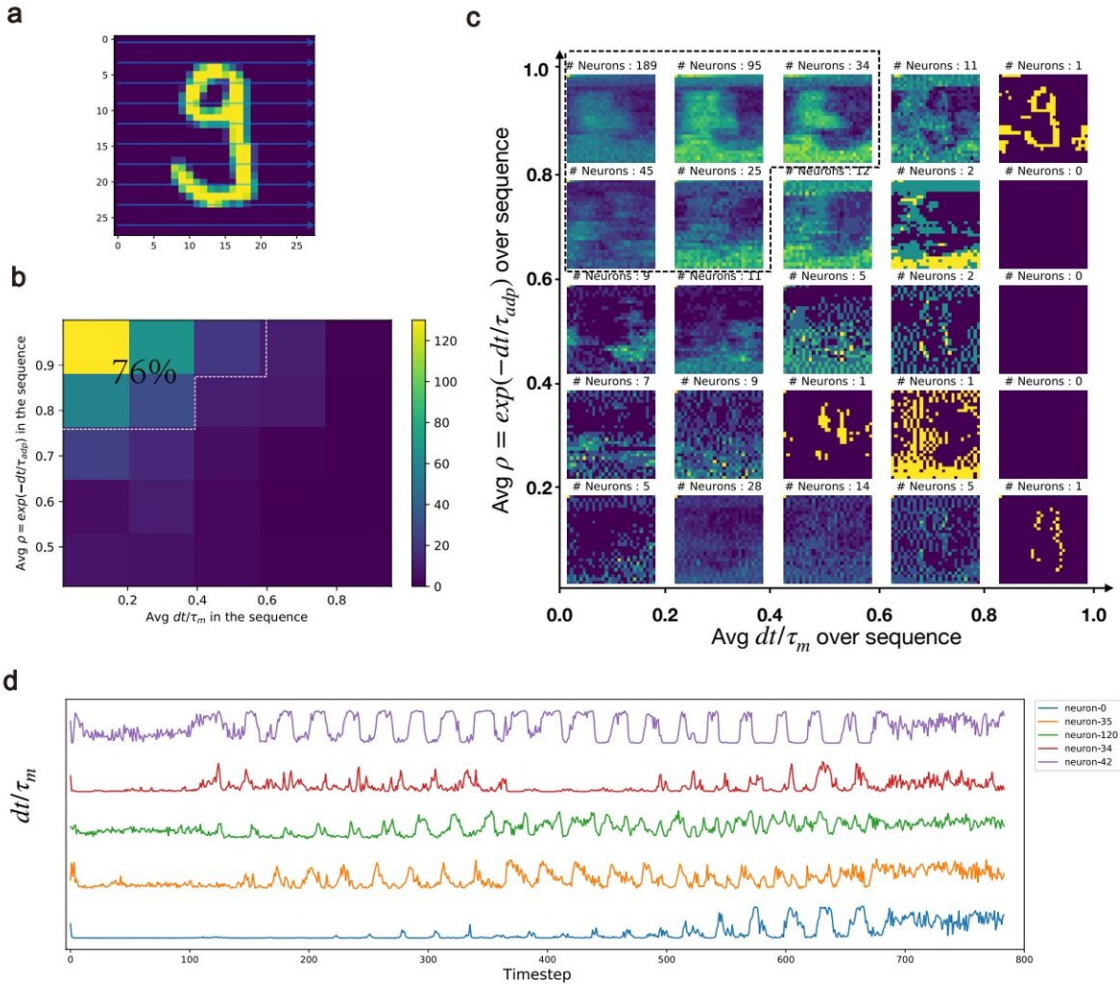 a
0
5
10
15
20
25
0 5 10 15 20 25
b
Avg ρ = exp(−dt/τadp) in the sequence
0.9
0.8
0.7
0.6
0.5
76%
0.2 0.4 0.6 0.8
Avg dt/τm in the sequence
120
100
80
60
40
20
0
c
Avg ρ = exp(−dt/τadp) over sequence
1.0
0.8
0.6
0.4
0.2
# Neurons : 189 # Neurons : 95 # Neurons : 34 # Neurons : 11 # Neurons : 1
# Neurons : 45 # Neurons : 25 # Neurons : 12 # Neurons : 2 # Neurons : 0
# Neurons : 9 # Neurons : 11 # Neurons : 5 # Neurons : 2 # Neurons : 0
# Neurons : 7 # Neurons : 9 # Neurons : 1 # Neurons : 1 # Neurons : 0
# Neurons : 5 # Neurons : 28 # Neurons : 14 # Neurons : 5 # Neurons : 1
0.0 0.2 0.4 0.6 0.8 1.0
Avg dt/τm over sequence
d
dt/τm
neuron-0
neuron-35
neuron-120
neuron-34
neuron-42
0 100 200 300 400 500 600 700 800
Timestep